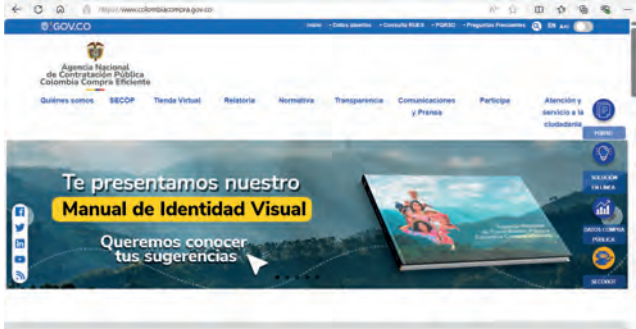 https://www.colombiacompra.gov.co
GOV.CO
Inicio • Datos abiertos • Consulta RUES • PQRSD • Preguntas Frecuentes
EN
Agencia Nacional
de Contratación Pública
Colombia Compra Eficiente
Quiénes somos SECOP Tienda Virtual Relatoría Normativa Transparencia Comunicaciones y Prensa Participa Atención y servicio a la ciudadanía
PQRSD
Te presentamos nuestro
Manual de Identidad Visual
Queremos conocer
tus sugerencias
SOLUCIÓN
EN LÍNEA
DATOS COMPRA
PÚBLICA